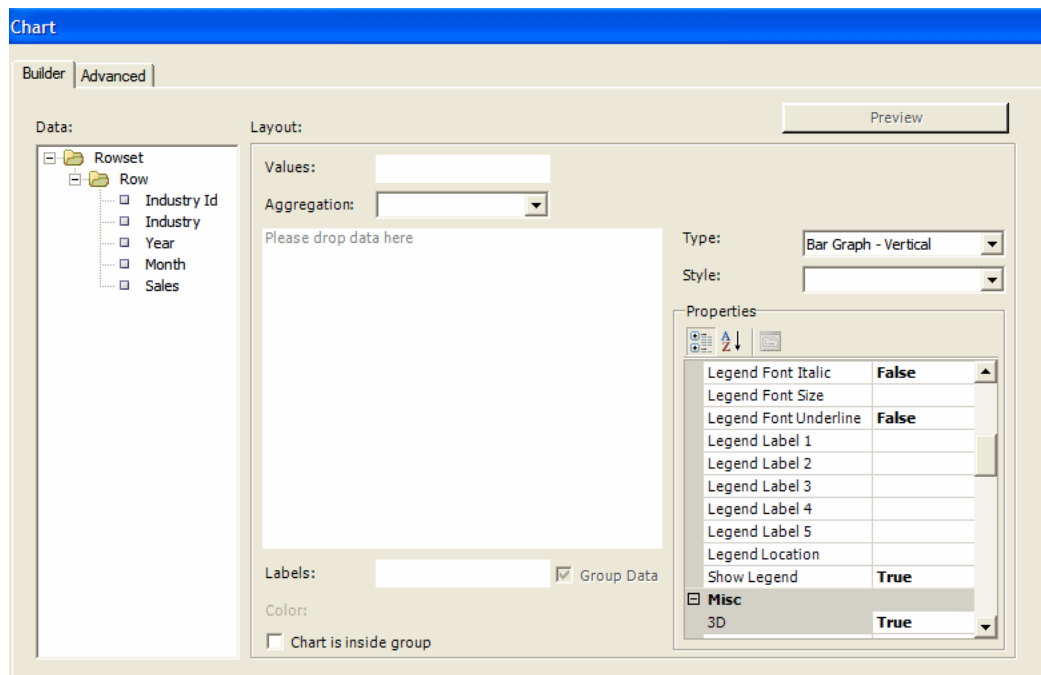 Chart
Builder
Advanced
Preview
Data:
Layout:
Rowset
Row
Industry Id
Industry
Year
Month
Sales
Values:
Aggregation:
Please drop data here
Labels:
Group Data
Color:
Chart is inside group
Type:
Bar Graph - Vertical
Style:
Properties
A
Z
Legend Font Italic False
Legend Font Size
Legend Font Underline False
Legend Label 1
Legend Label 2
Legend Label 3
Legend Label 4
Legend Label 5
Legend Location
Show Legend True
Misc
3D True